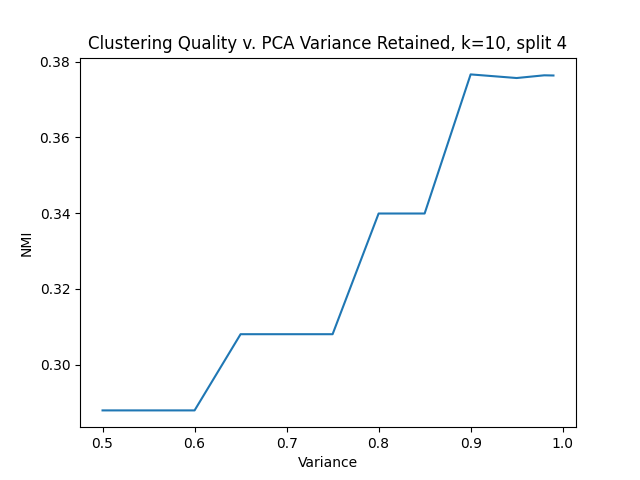 Clustering Quality v. PCA Variance Retained, k=10, split 4
0.38
0.36
0.34
0.32
0.30
NMI
0.5 0.6 0.7 0.8 0.9 1.0
Variance